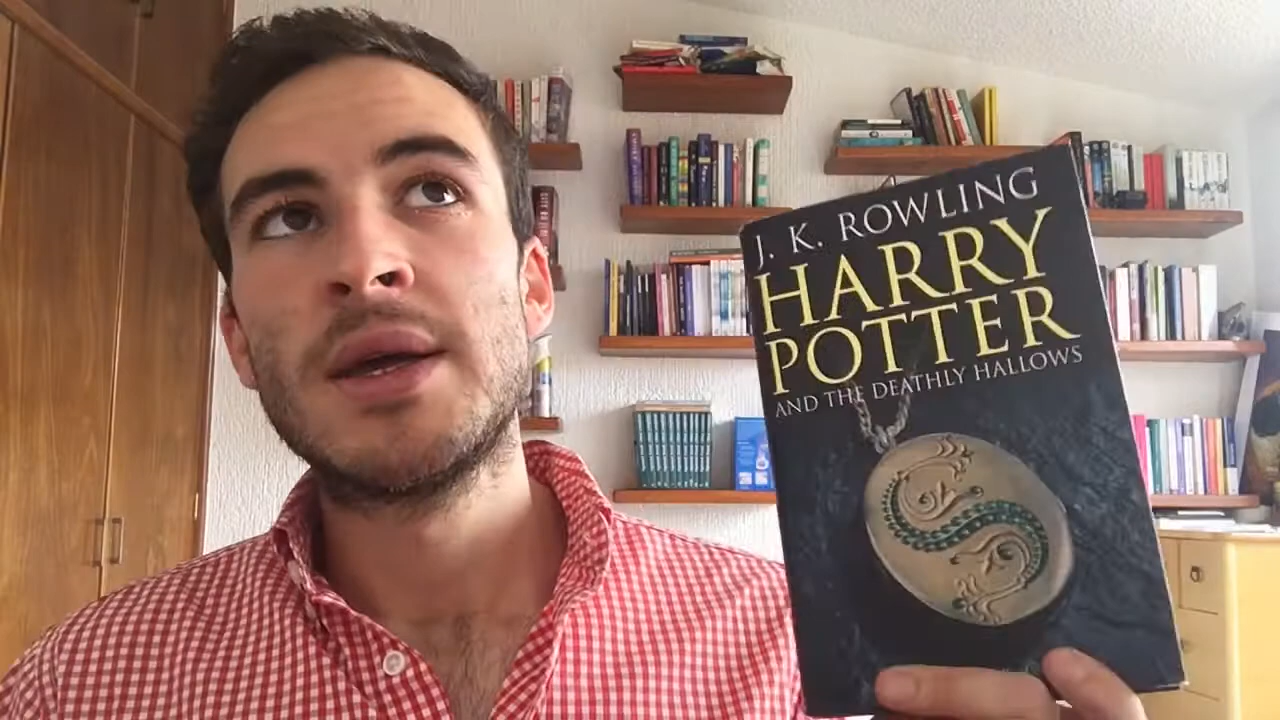 J. K. ROWLING
HARRY
POTTER
AND THE DEATHLY HALLOWS